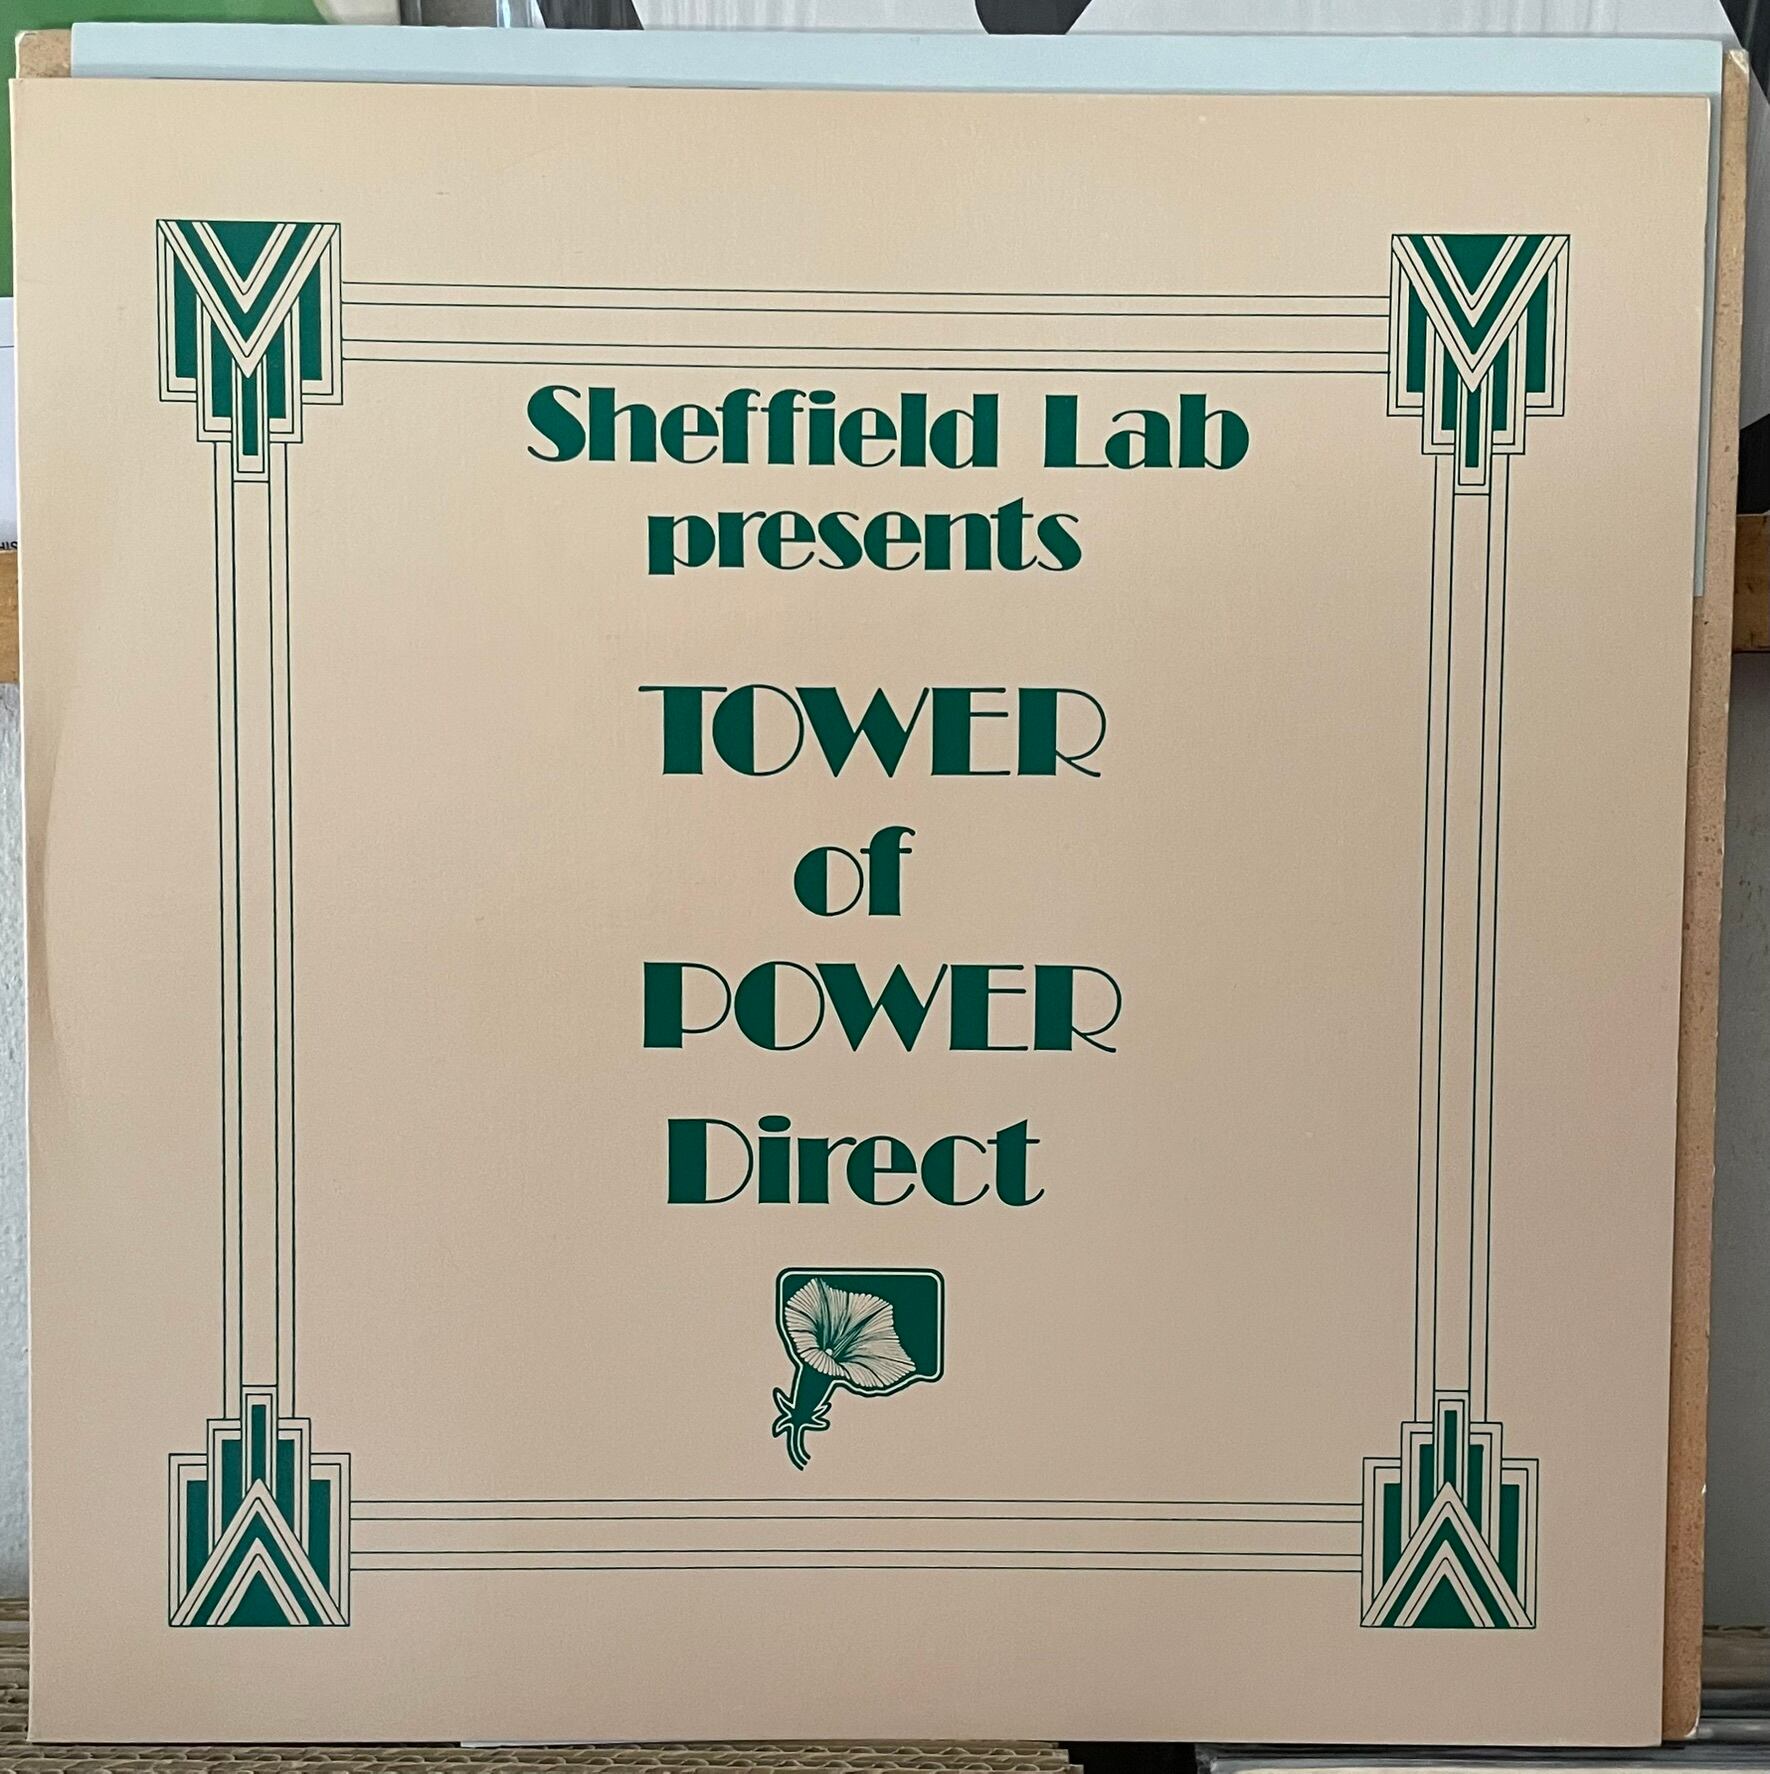 Sheffield Lab
presents
TOWER
of
POWER
Direct